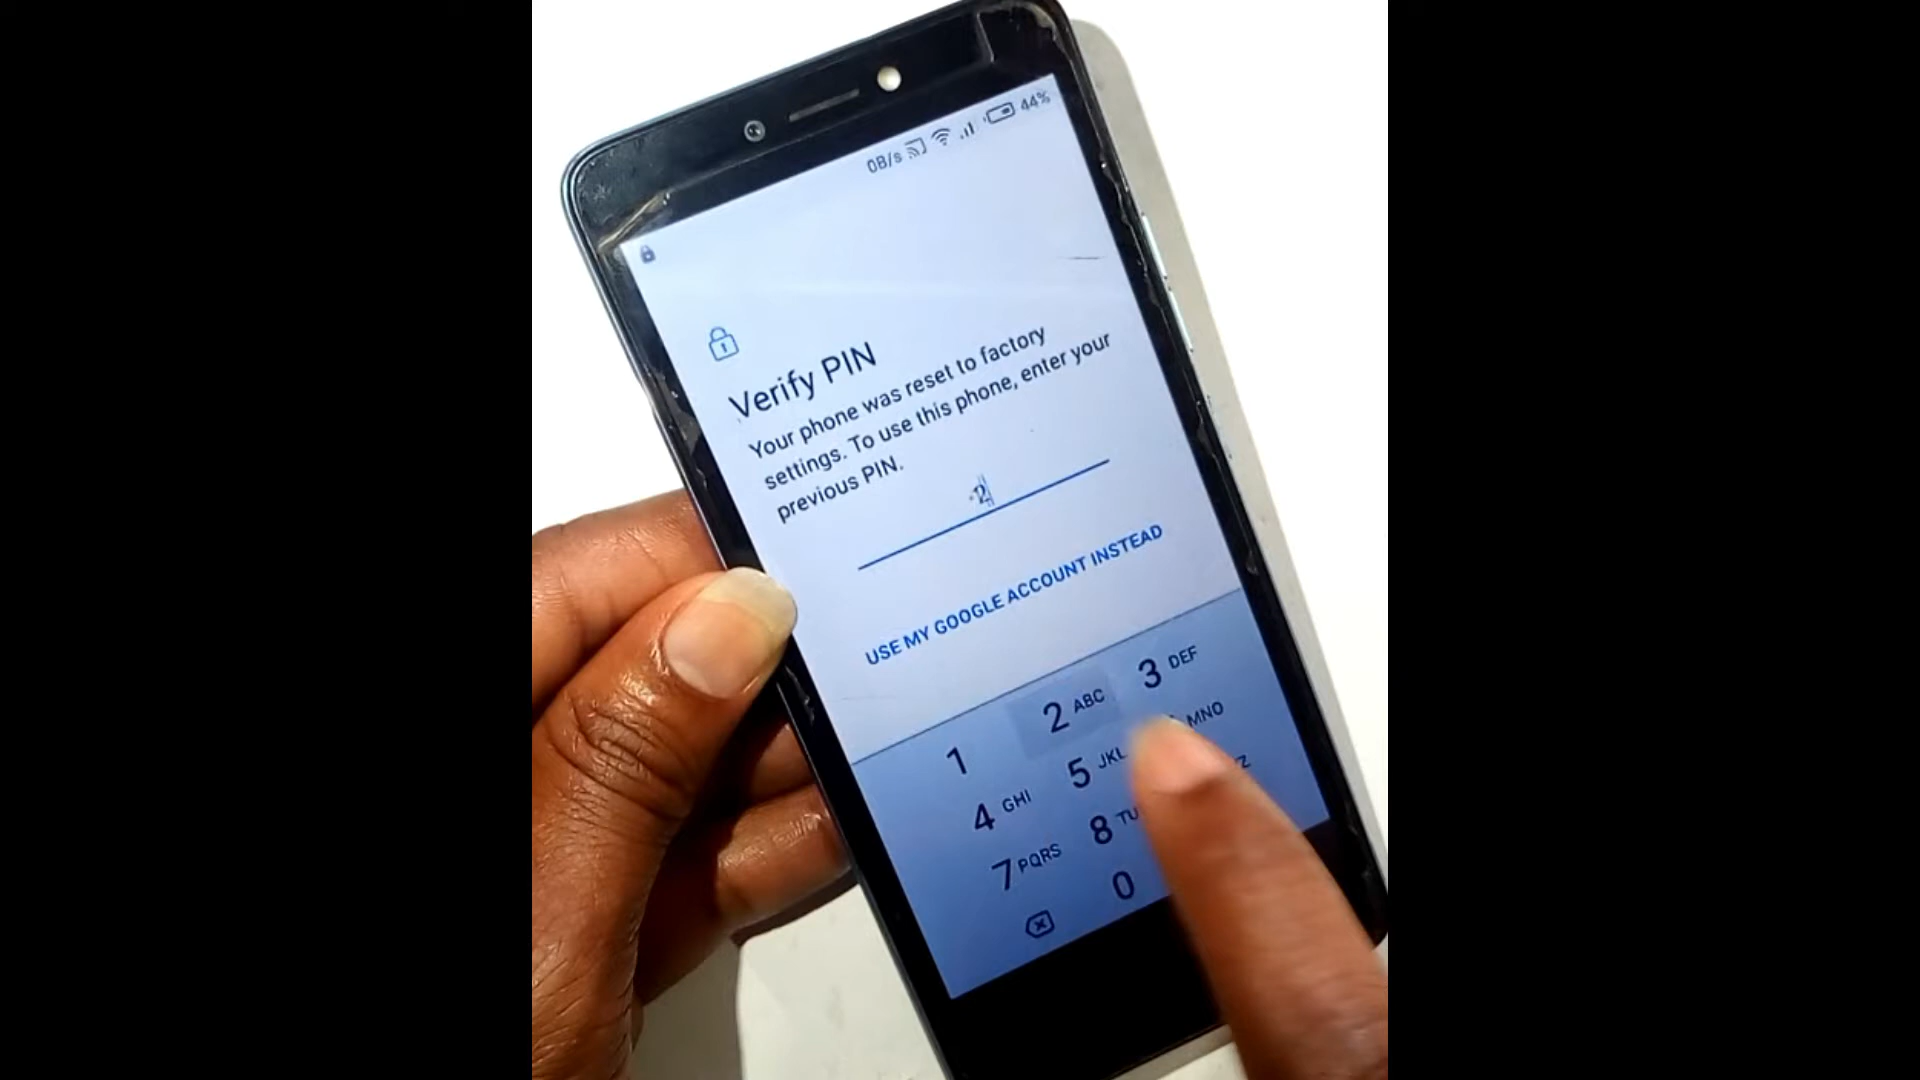 0B/s 44%
Verify PIN
Your phone was reset to factory
settings. To use this phone, enter your
previous PIN.
2
USE MY GOOGLE ACCOUNT INSTEAD
1 2 ABC 3 DEF
4 GHI 5 JKL MNO
7 PQRS 8 TU Z
0